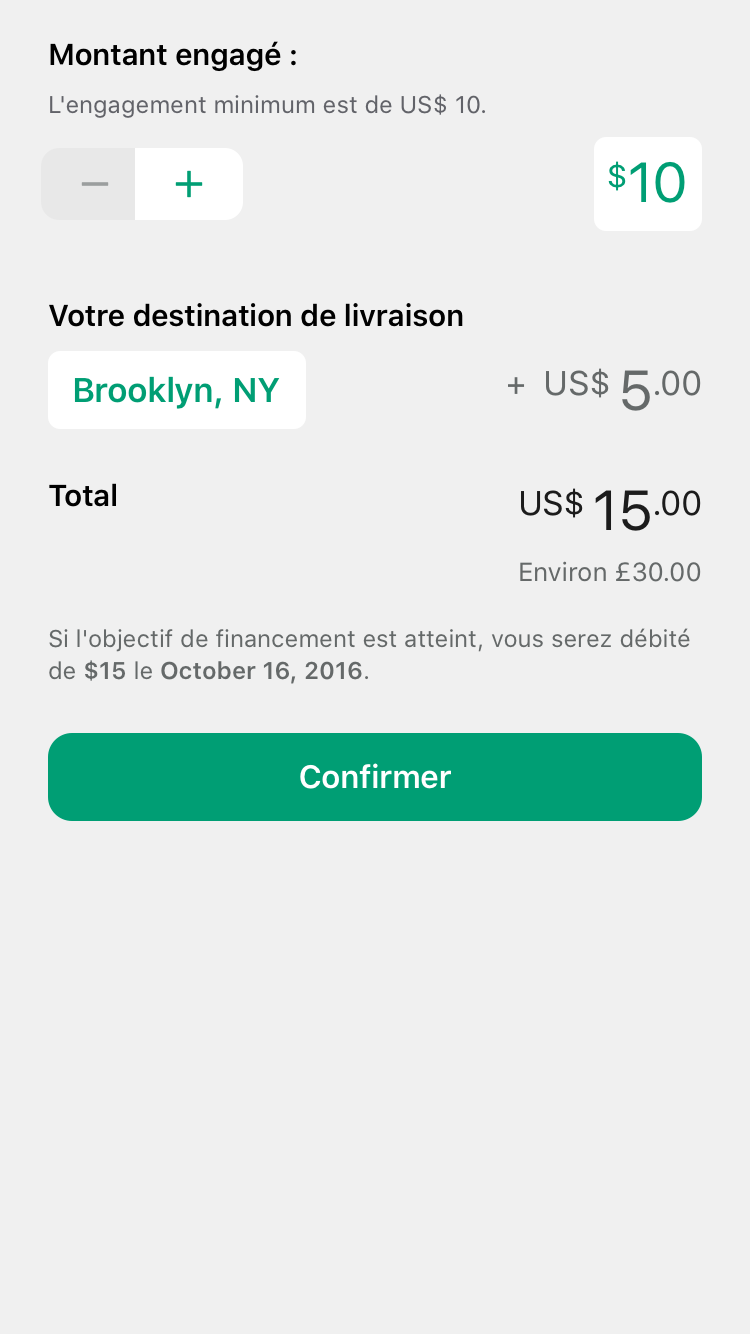 Montant engagé :
L'engagement minimum est de US$ 10.
− +
$10
Votre destination de livraison
Brooklyn, NY
+ US$ 5.00
Total
US$ 15.00
Environ £30.00
Si l'objectif de financement est atteint, vous serez débité
de $15 le October 16, 2016.
Confirmer